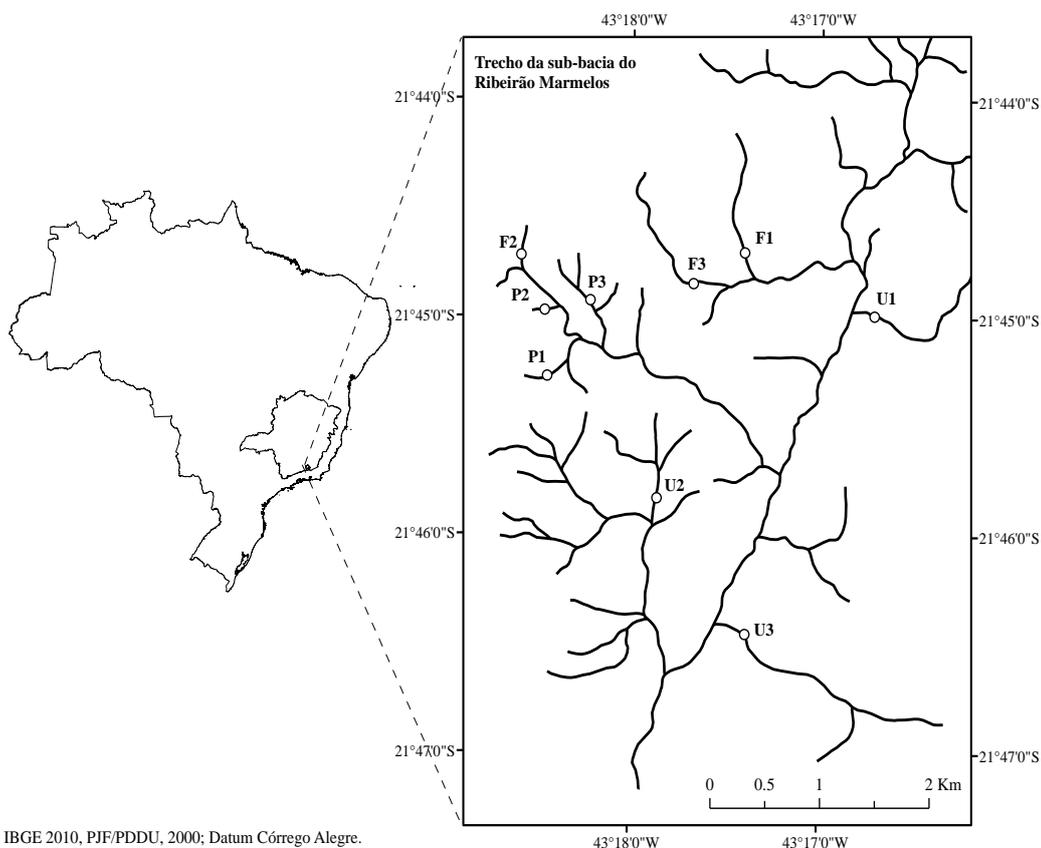 43°18'0"W 43°17'0"W
Trecho da sub-bacia do
Ribeirão Marmelos
21°44'0"S 21°44'0"S
F2 F1
F3
P2 P3
U1
21°45'0"S 21°45'0"S
P1
U2
21°46'0"S 21°46'0"S
U3
21°47'0"S 21°47'0"S
0 0.5 1 2 Km
IBGE 2010, PJF/PDDU, 2000; Datum Córrego Alegre.
43°18'0"W 43°17'0"W